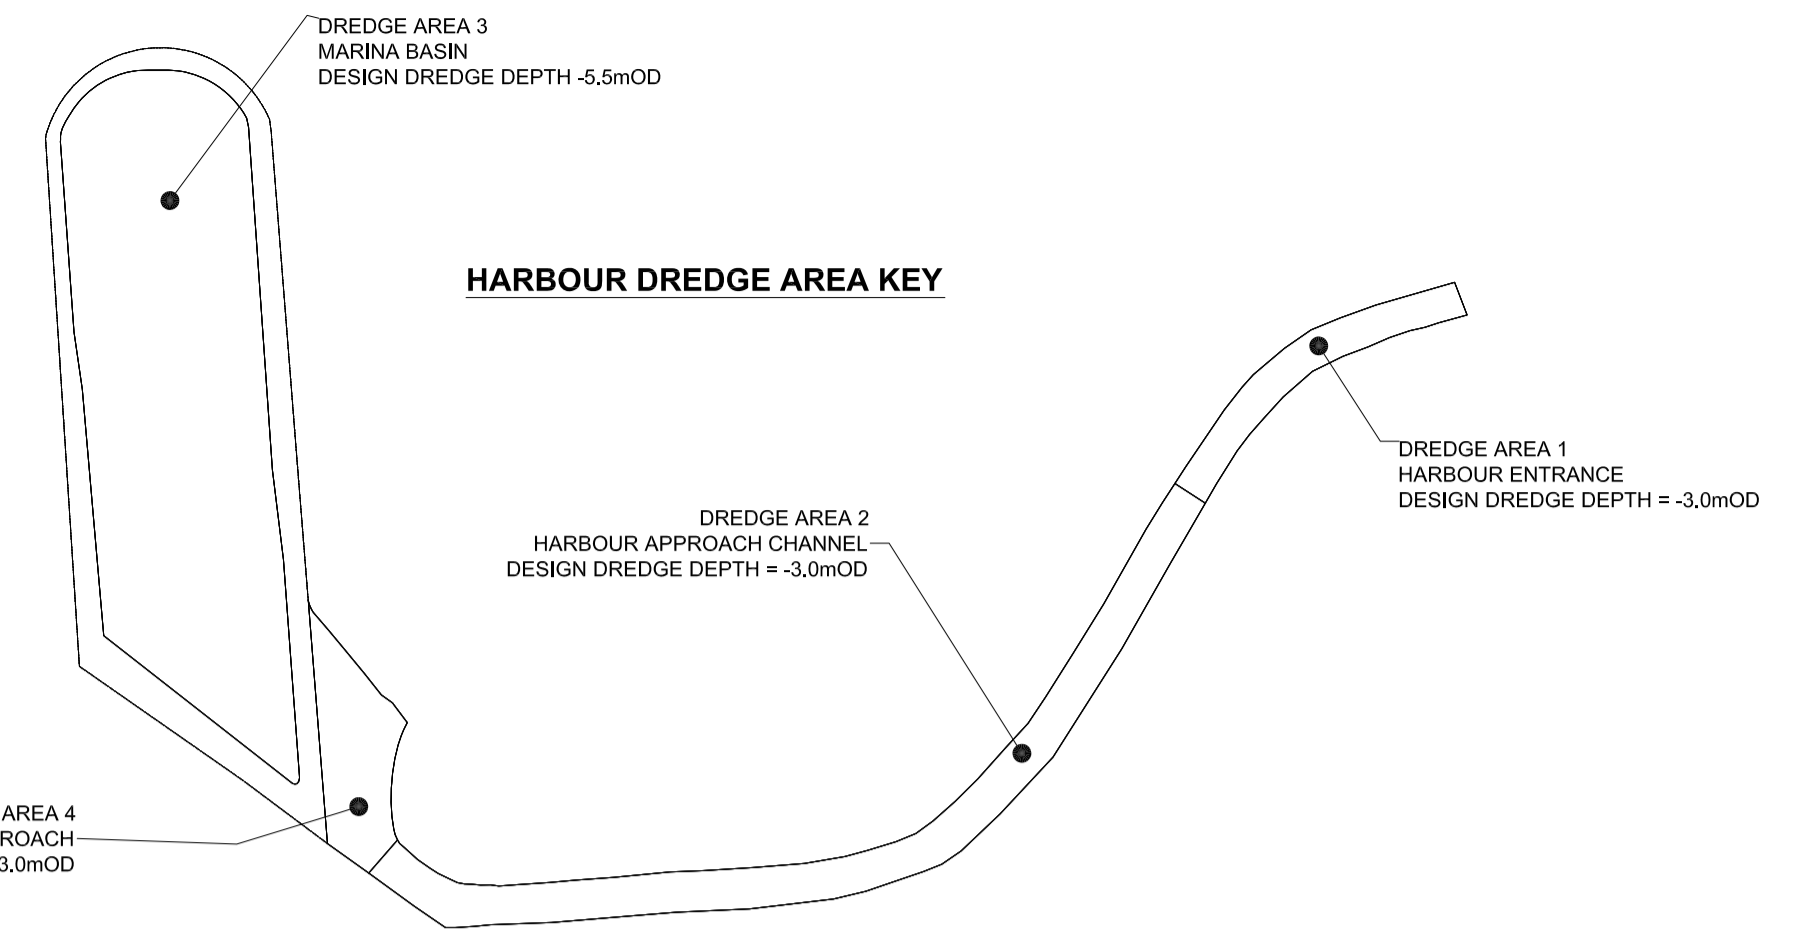 DREDGE AREA 3
MARINA BASIN
DESIGN DREDGE DEPTH -5.5mOD
HARBOUR DREDGE AREA KEY
DREDGE AREA 1
HARBOUR ENTRANCE
DESIGN DREDGE DEPTH = -3.0mOD
DREDGE AREA 2
HARBOUR APPROACH CHANNEL
DESIGN DREDGE DEPTH = -3.0mOD
AREA 4
ROACH
3.0mOD